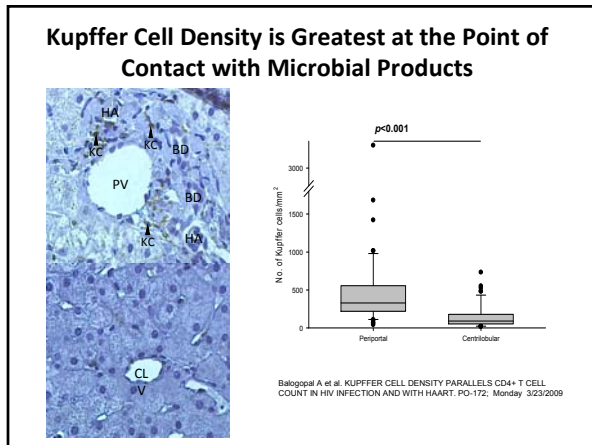 Kupffer Cell Density is Greatest at the Point of
Contact with Microbial Products
HA
KC
KC
BD
PV
BD
KC
HA
CL
V
p<0.001
No. of Kupffer cells/mm²
3000
1500
1000
500
0
Periportal
Centrilobular
Balogopal A et al. KUPFFER CELL DENSITY PARALLELS CD4+ T CELL
COUNT IN HIV INFECTION AND WITH HAART. PO-172; Monday 3/23/2009